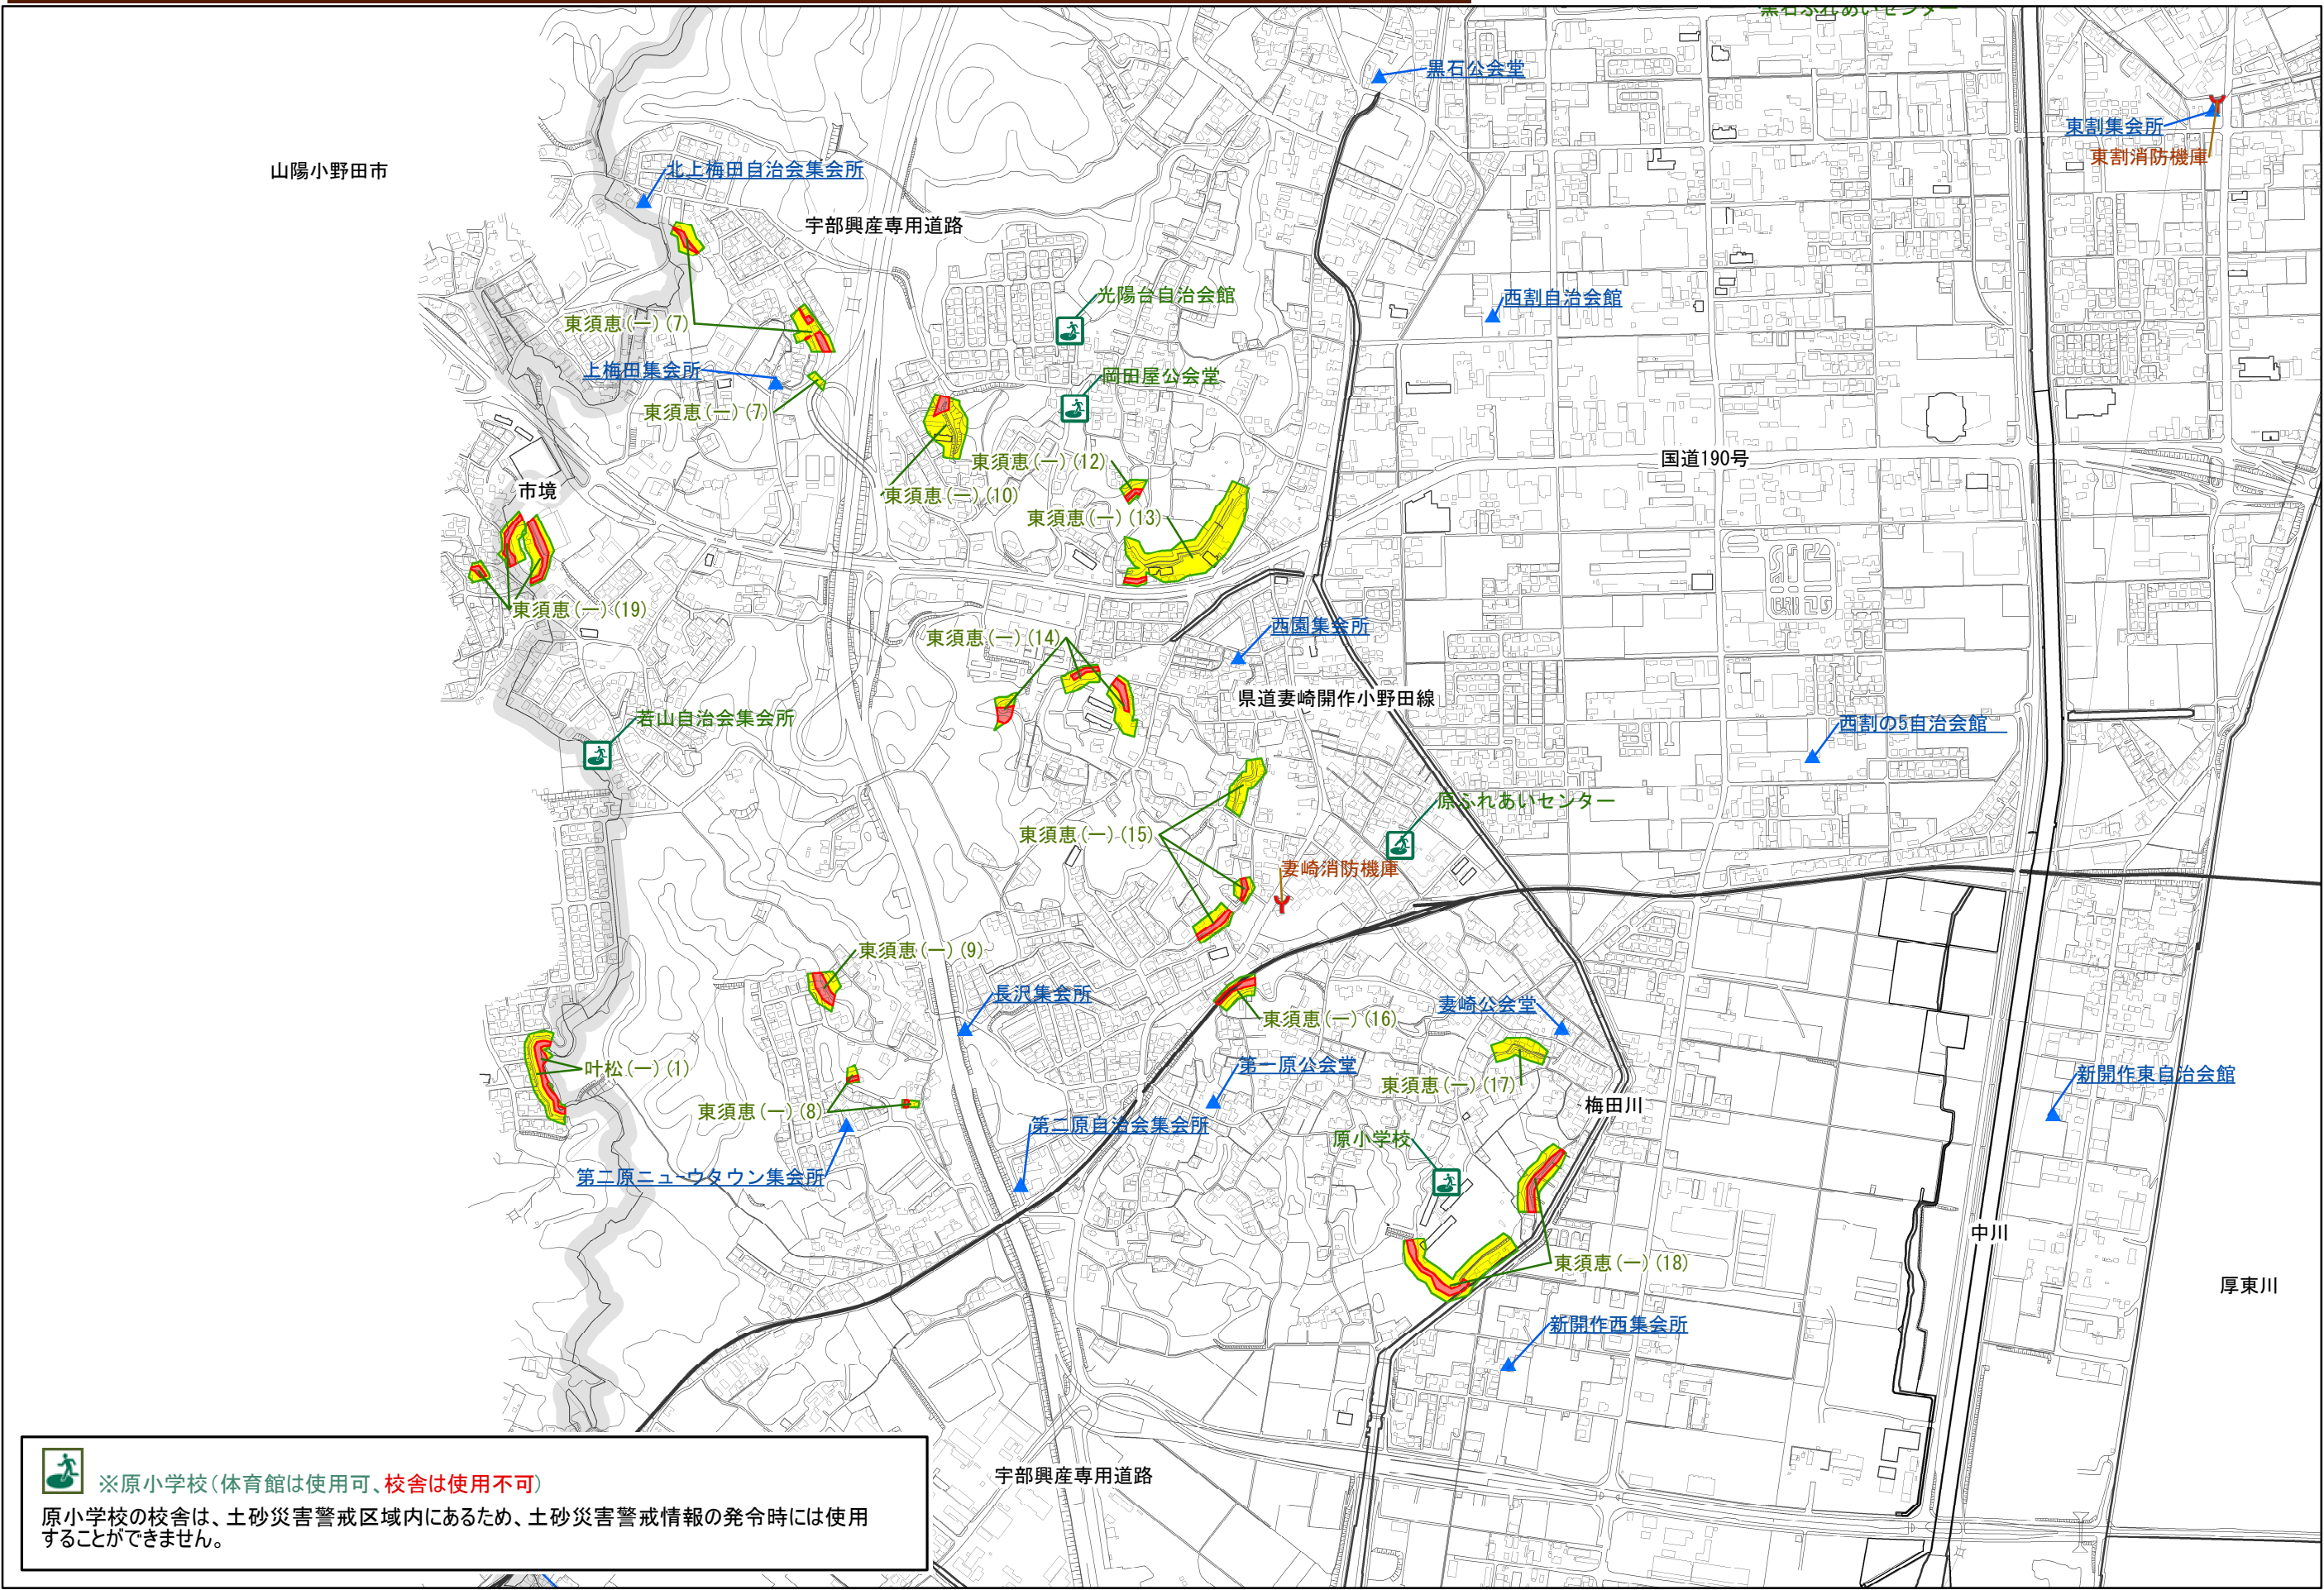 黒石ふれあいセンター
黒石公会堂
東割集会所
東割消防機庫
山陽小野田市
北上梅田自治会集会所
宇部興産専用道路
光陽台自治会館
西割自治会館
東須恵(一)(7)
上梅田集会所
岡田屋公会堂
東須恵(一)(7)
東須恵(一)(12)
国道190号
市境
東須恵(一)(10)
東須恵(一)(13)
東須恵(一)(19)
東須恵(一)(14)
西園集会所
県道妻崎開作小野田線
若山自治会集会所
西割の5自治会館
原ふれあいセンター
東須恵(一)(15)
妻崎消防機庫
東須恵(一)(9)
長沢集会所
妻崎公会堂
東須恵(一)(16)
叶松(一)(1)
第一原公会堂
東須恵(一)(17)
新開作東自治会館
東須恵(一)(8)
梅田川
第二原自治会集会所
原小学校
第二原ニュータウン集会所
中川
東須恵(一)(18)
厚東川
新開作西集会所
宇部興産専用道路
※原小学校(体育館は使用可、校舎は使用不可)
原小学校の校舎は、土砂災害警戒区域内にあるため、土砂災害警戒情報の発令時には使用
することができません。